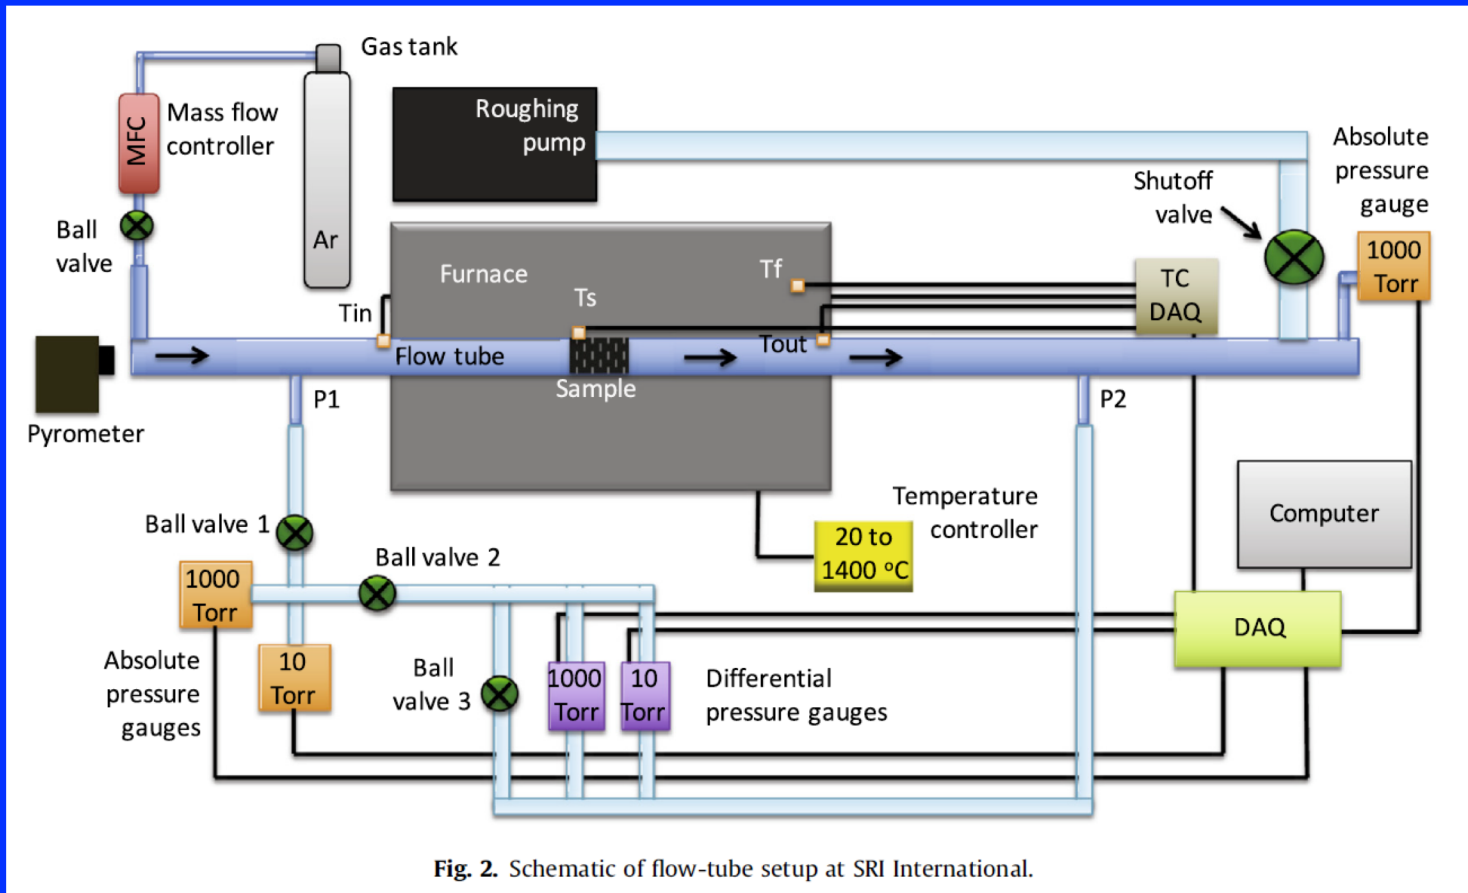 Gas tank
MFC
Mass flow
controller
Ball
valve
Ar
Roughing
pump
Absolute
pressure
gauge
Shutoff
valve
1000
Torr
Furnace
Tf
Ts
Tin
TC
DAQ
Flow tube
Tout
Sample
Pyrometer
P1
P2
Temperature
controller
20 to
1400 °C
Computer
Ball valve 1
Ball valve 2
1000
Torr
10
Torr
Absolute
pressure
gauges
Ball
valve 3
1000
Torr
10
Torr
Differential
pressure gauges
DAQ
Fig. 2. Schematic of flow-tube setup at SRI International.